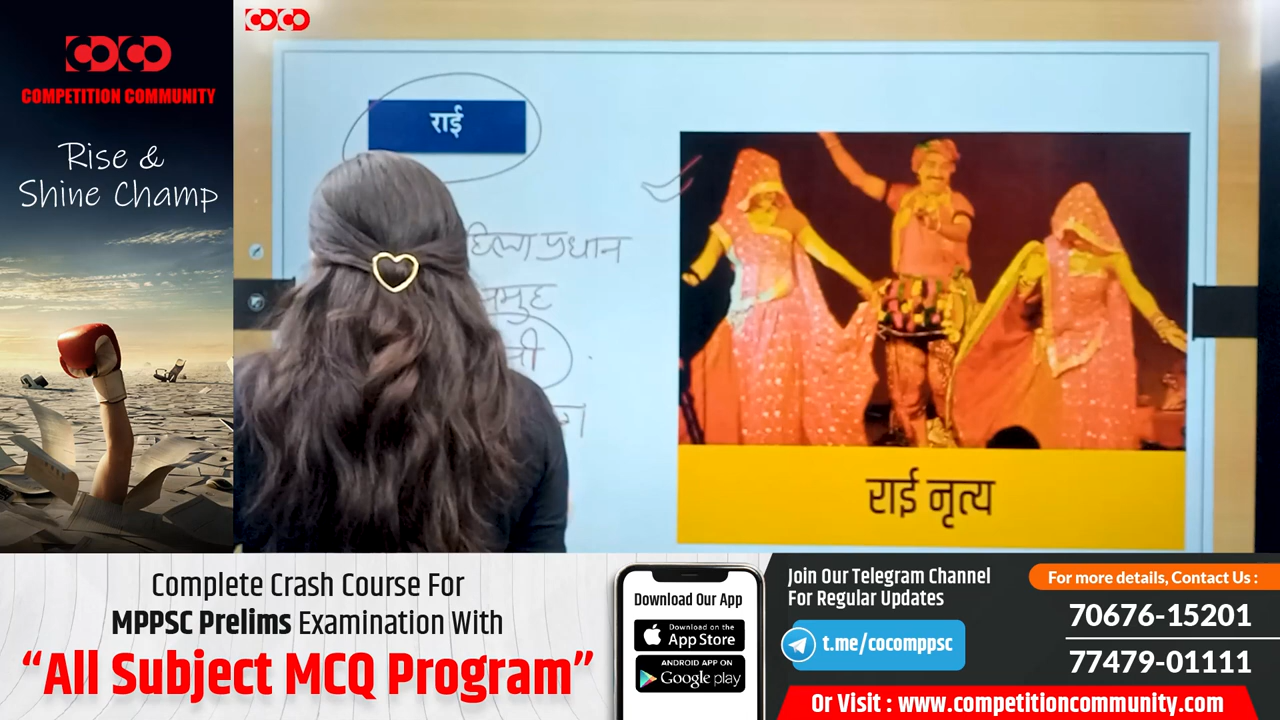 COCO
COMPETITION COMMUNITY
Rise &
Shine Champ
COCO
राई
प्रधान
समूह
राई नृत्य
Complete Crash Course For
MPPSC Prelims Examination With
“All Subject MCQ Program”
Download Our App
Download on the
App Store
ANDROID APP ON
Google play
Join Our Telegram Channel
For Regular Updates
t.me/cocomppsc
For more details, Contact Us :
70676-15201
77479-01111
Or Visit : www.competitioncommunity.com